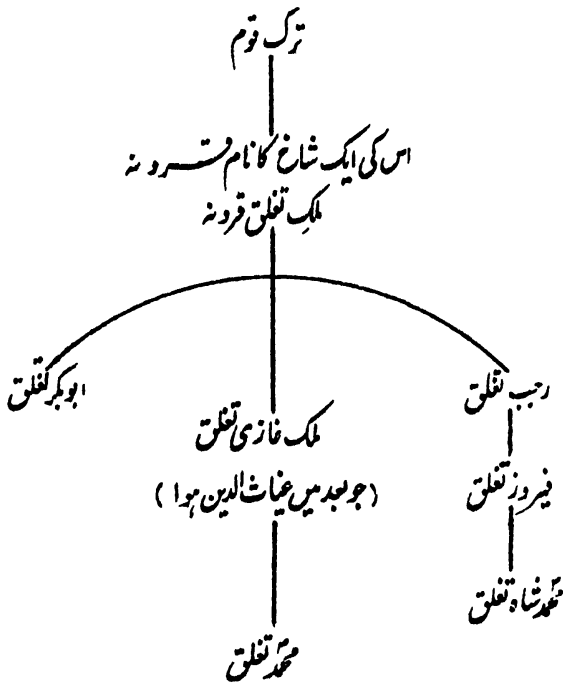 ترک قوم
اس کی ایک شاخ کا نام قرونہ
ملک تغلق قرونہ
رجب تغلق
ابوبکر تغلق
ملک غازی تغلق
(جو بعد میں غیاث الدین ہوا)
فیروز تغلق
محمد شاہ تغلق
محمد تغلق